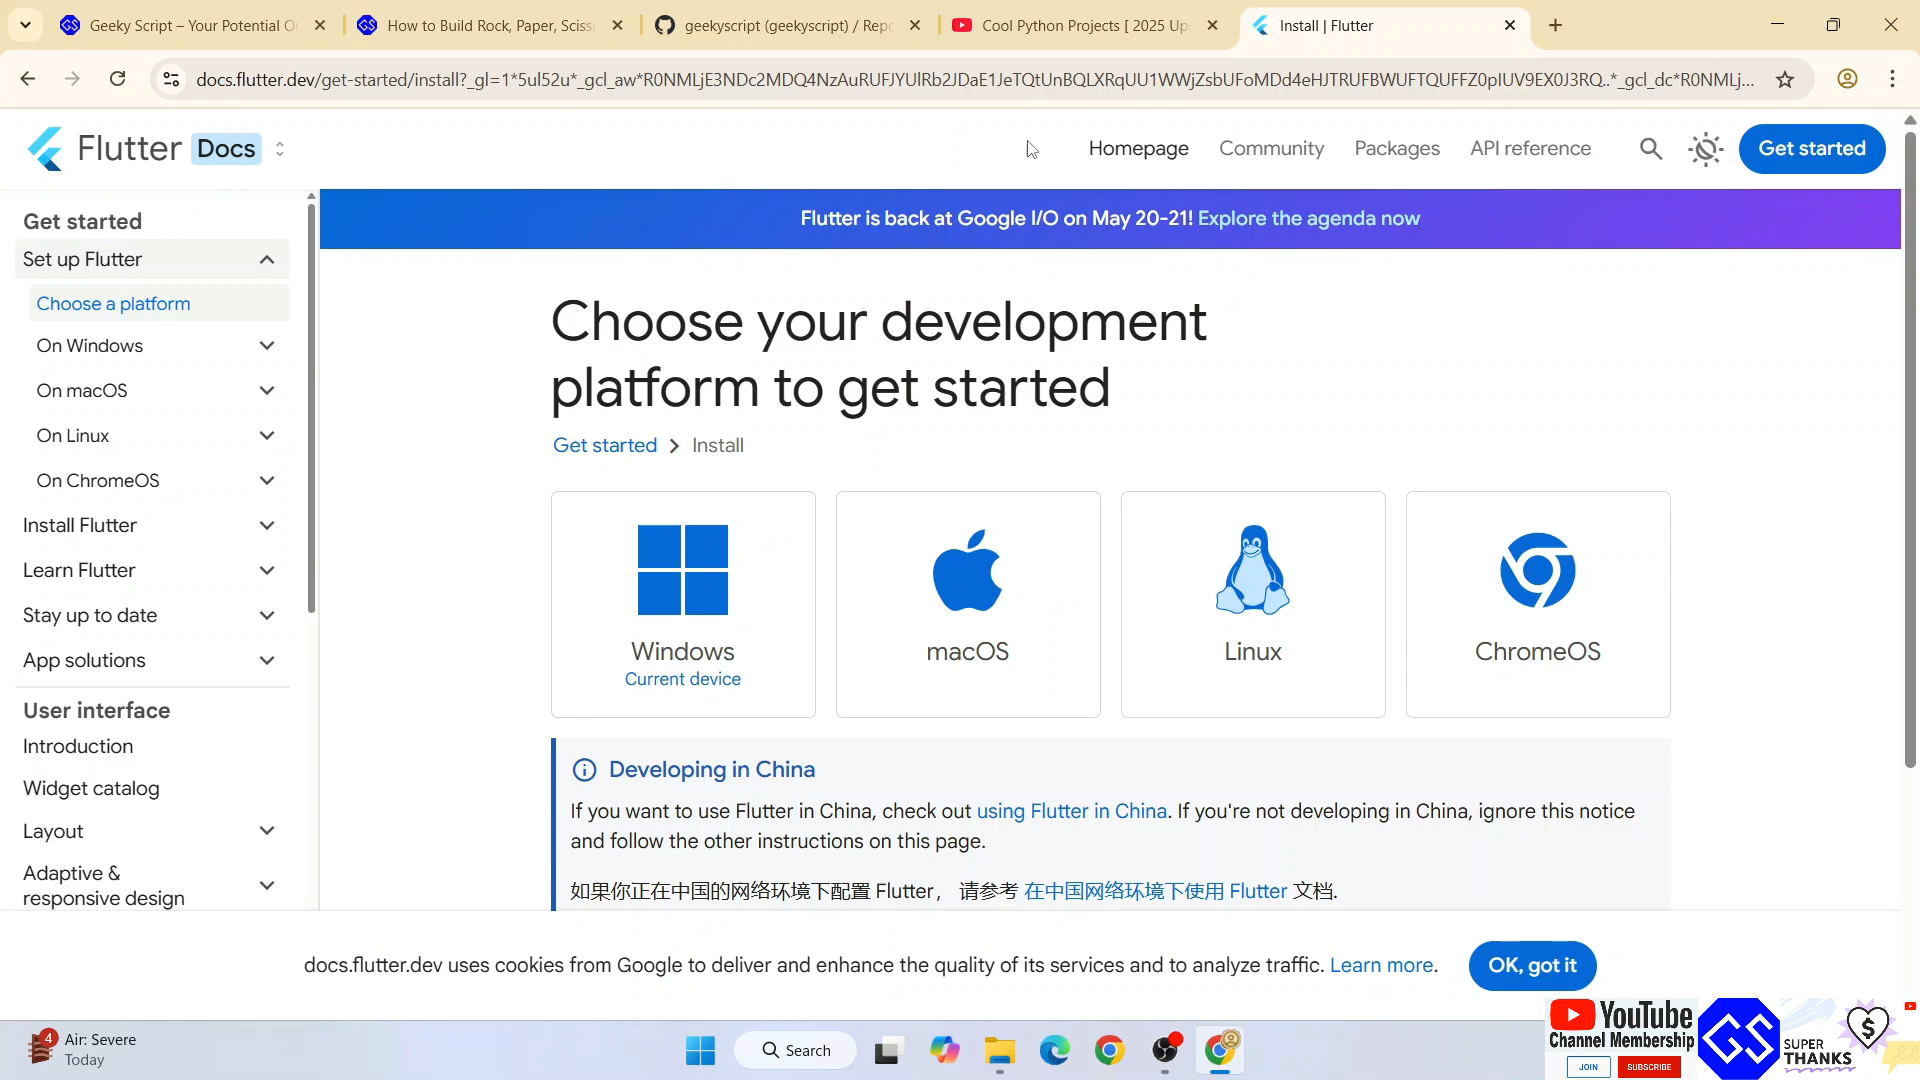 Geeky Script – Your Potential O
How to Build Rock, Paper, Sciss
geekyscript (geekyscript) / Repo
Cool Python Projects [ 2025 Up
Install | Flutter
docs.flutter.dev/get-started/install?_gl=1*5ul52u*_gcl_aw*R0NMLjE3NDc2MDQ4NzAuRUFJYUlRb2JDaE1JeTQtUnBQLXRqUU1WWjZsbUFoMDd4eHJTRUFBWUFTQUFFZ0pIUV9EX0J3RQ..*_gcl_dc*R0NMLj...
Flutter Docs
Homepage
Community
Packages
API reference
Get started
Flutter is back at Google I/O on May 20-21! Explore the agenda now
Get started
Set up Flutter
Choose a platform
On Windows
On macOS
On Linux
On ChromeOS
Install Flutter
Learn Flutter
Stay up to date
App solutions
User interface
Introduction
Widget catalog
Layout
Adaptive &
responsive design
Choose your development
platform to get started
Get started
Install
Windows
Current device
macOS
Linux
ChromeOS
Developing in China
If you want to use Flutter in China, check out using Flutter in China. If you're not developing in China, ignore this notice
and follow the other instructions on this page.
如果你正在中国的网络环境下配置 Flutter， 请参考 在中国网络环境下使用 Flutter 文档.
docs.flutter.dev uses cookies from Google to deliver and enhance the quality of its services and to analyze traffic. Learn more.
OK, got it
4
Air: Severe
Today
Search
YouTube
Channel Membership
JOIN
SUBSCRIBE
GS
SUPER
THANKS
$